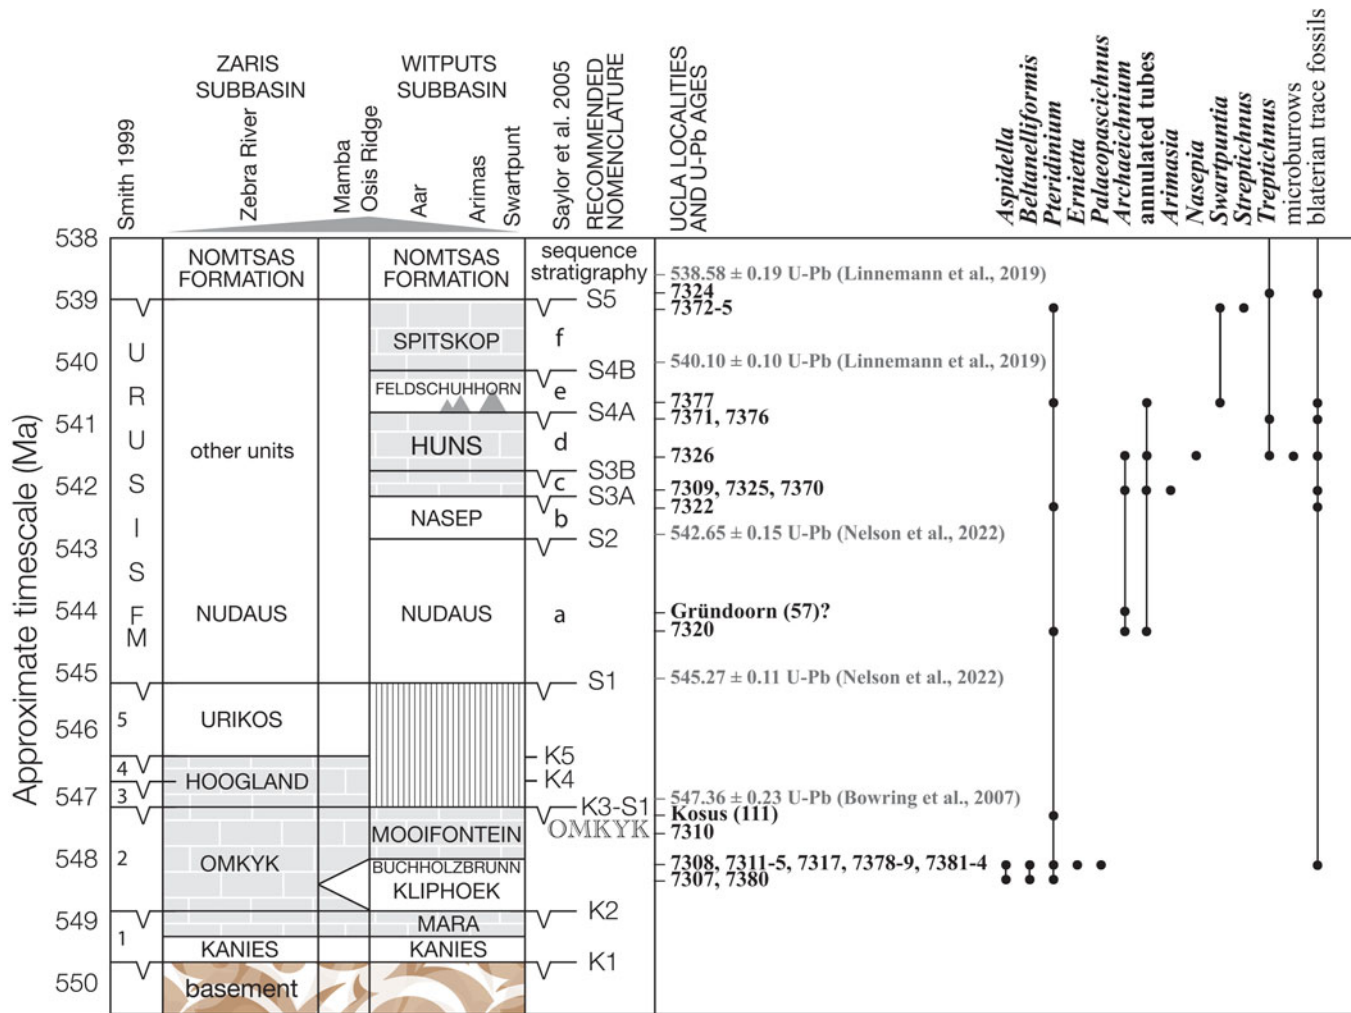 ZARIS
SUBBASIN
WITPUTS
SUBBASIN
Smith 1999
Zebra River
Mamba
Osis Ridge
Aar
Arimas
Swartpunt
Saylor et al. 2005
RECOMMENDED
NOMENCLATURE
UCLA LOCALITIES
AND U-Pb AGES
Aspidella
Beltanelliformis
Pteridinium
Ernietta
Palaeopascichnus
Archaeichnium
annulated tubes
Arimasia
Nasepia
Swartpuntia
Streptichnus
Treptichnus
microburrows
blaterian trace fossils
Approximate timescale (Ma)
538
539
540
541
542
543
544
545
546
547
548
549
550
URUSIS FM
5
4
3
2
1
NOMTSAS
FORMATION
other units
NUDAUS
URIKOS
HOOGLAND
OMKYK
KANIES
basement
NOMTSAS
FORMATION
SPITSKOP
FELDSCHUHHORN
HUNS
NASEP
NUDAUS
MOOIFONTEIN
BUCHHOLZBRUNN
KLIPHOEK
MARA
KANIES
sequence
stratigraphy
f
e
d
c
b
a
S5
S4B
S4A
S3B
S3A
S2
S1
K5
K4
K3-S1
OMKYK
K2
K1
538.58 ± 0.19 U-Pb (Linnemann et al., 2019)
7324
7372-5
540.10 ± 0.10 U-Pb (Linnemann et al., 2019)
7377
7371, 7376
7326
7309, 7325, 7370
7322
542.65 ± 0.15 U-Pb (Nelson et al., 2022)
Gründoorn (57)?
7320
545.27 ± 0.11 U-Pb (Nelson et al., 2022)
547.36 ± 0.23 U-Pb (Bowring et al., 2007)
Kosus (111)
7310
7308, 7311-5, 7317, 7378-9, 7381-4
7307, 7380